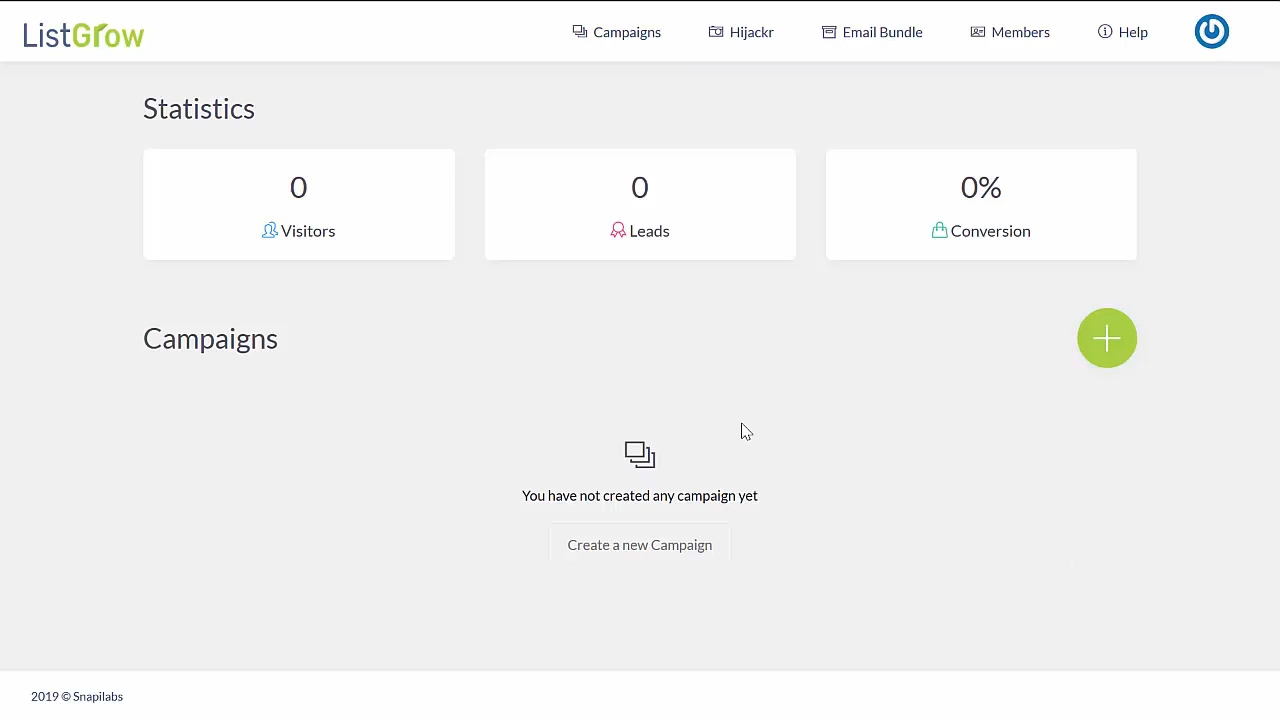 ListGrow
Campaigns
Hijackr
Email Bundle
Members
Help
Statistics
0
Visitors
0
Leads
0%
Conversion
Campaigns
You have not created any campaign yet
Create a new Campaign
2019 © Snapilabs